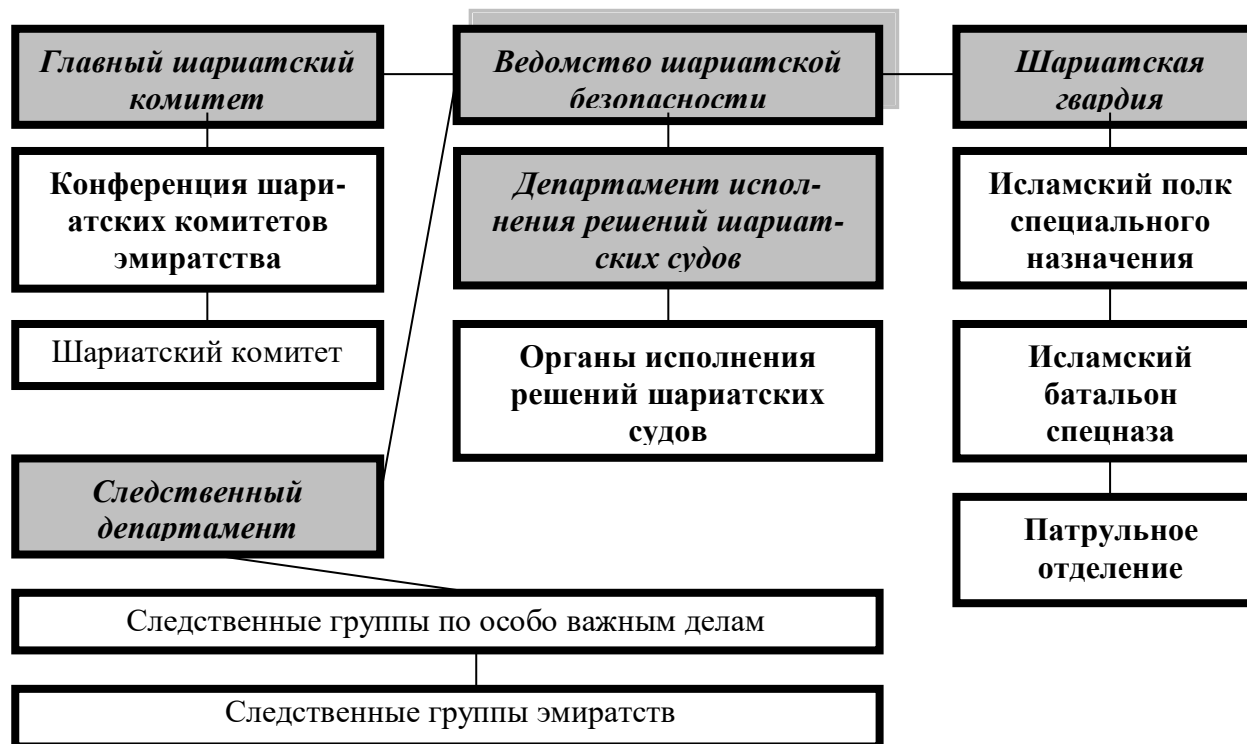 Главный шариатский
комитет
Ведомство шариатской
безопасности
Шариатская
гвардия
Конференция шари-
атских комитетов
эмиратства
Департамент испол-
нения решений шариат-
ских судов
Исламский полк
специального
назначения
Шариатский комитет
Органы исполнения
решений шариатских
судов
Исламский
батальон
спецназа
Следственный
департамент
Патрульное
отделение
Следственные группы по особо важным делам
Следственные группы эмиратств